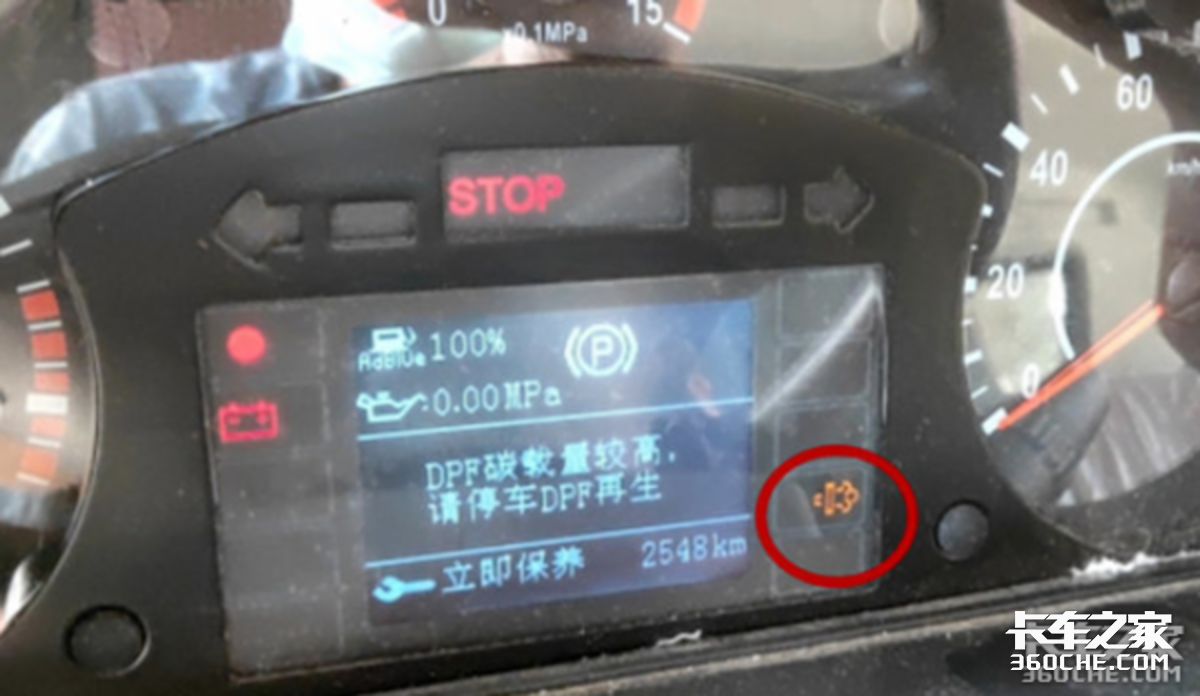 0 15
×0.1MPa
60
40
km/h
20
0
STOP
AdBlue 100%
(P)
:0.00MPa
DPF碳载量较高,
请停车DPF再生
立即保养 2548km
卡车之家
360CHE.COM